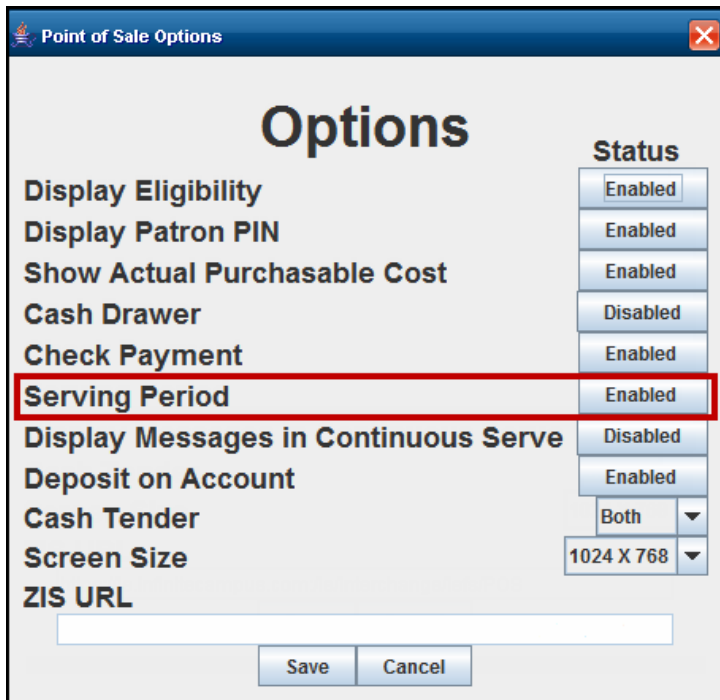 Point of Sale Options
Options
Status
Display Eligibility Enabled
Display Patron PIN Enabled
Show Actual Purchasable Cost Enabled
Cash Drawer Disabled
Check Payment Enabled
Serving Period Enabled
Display Messages in Continuous Serve Disabled
Deposit on Account Enabled
Cash Tender Both
Screen Size 1024 X 768
ZIS URL
Save Cancel